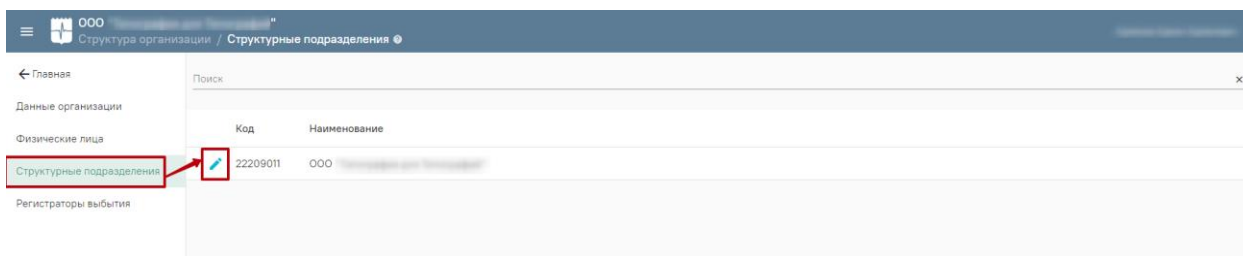 ООО "
Структура организации / Структурные подразделения
← Главная
Поиск
×
Данные организации
Физические лица
Код Наименование
Структурные подразделения
22209011 ООО
Регистраторы выбытия